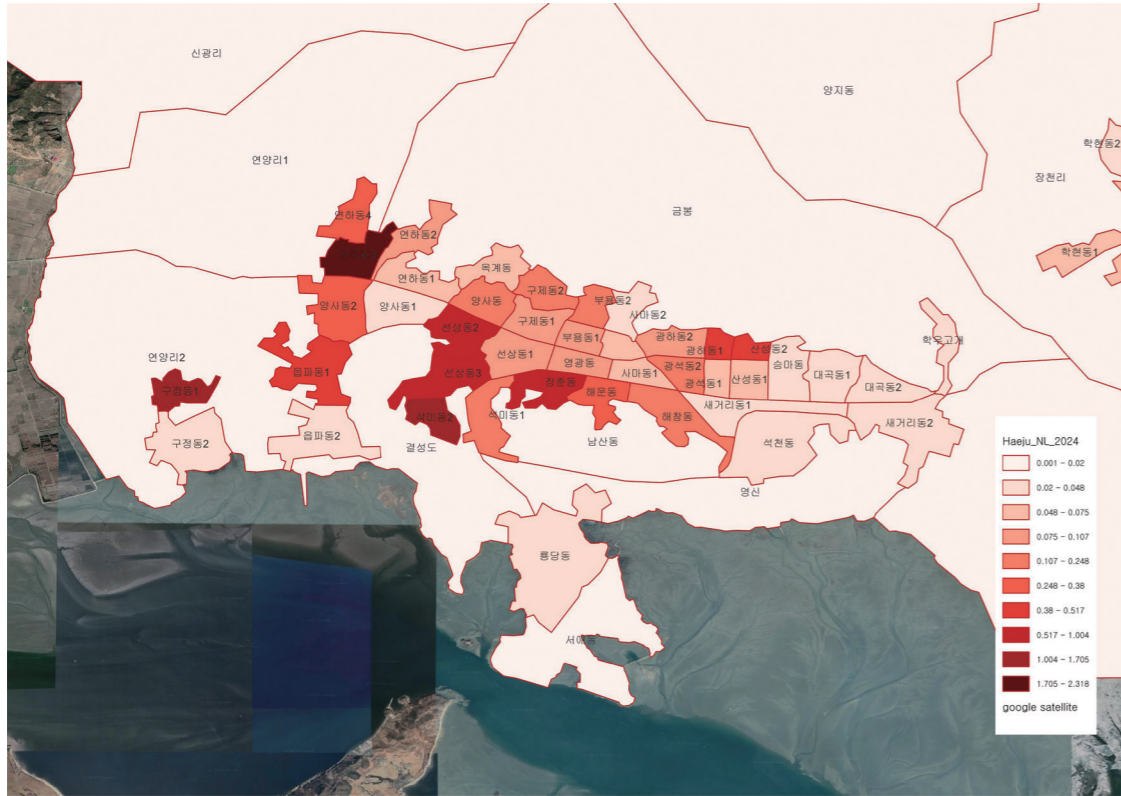 신광리
양지동
학현동2
연양리1
장천리
연하동4
금봉
연하동2
학현동1
옥계동
연하동1
구제동2
양사동2
양사동1
양사동
부용동2
사마동2
선상동2
구제동1
부용동1
광하동2
광하동1
산성동2
학우고개
연양리2
선상동1
영광동
승마동
읍파동1
선상동3
사마동1
광석동2
대곡동1
구정동1
장춘동
해운동
광석동1
산성동1
대곡동2
새거리동1
석미동2
석미동1
해청동
새거리동2
구정동2
읍파동2
결성도
남산동
석천동
영신
룡당동
서애동
Haeju_NL_2024
0.001 - 0.02
0.02 - 0.048
0.048 - 0.075
0.075 - 0.107
0.107 - 0.248
0.248 - 0.38
0.38 - 0.517
0.517 - 1.004
1.004 - 1.705
1.705 - 2.318
google satellite